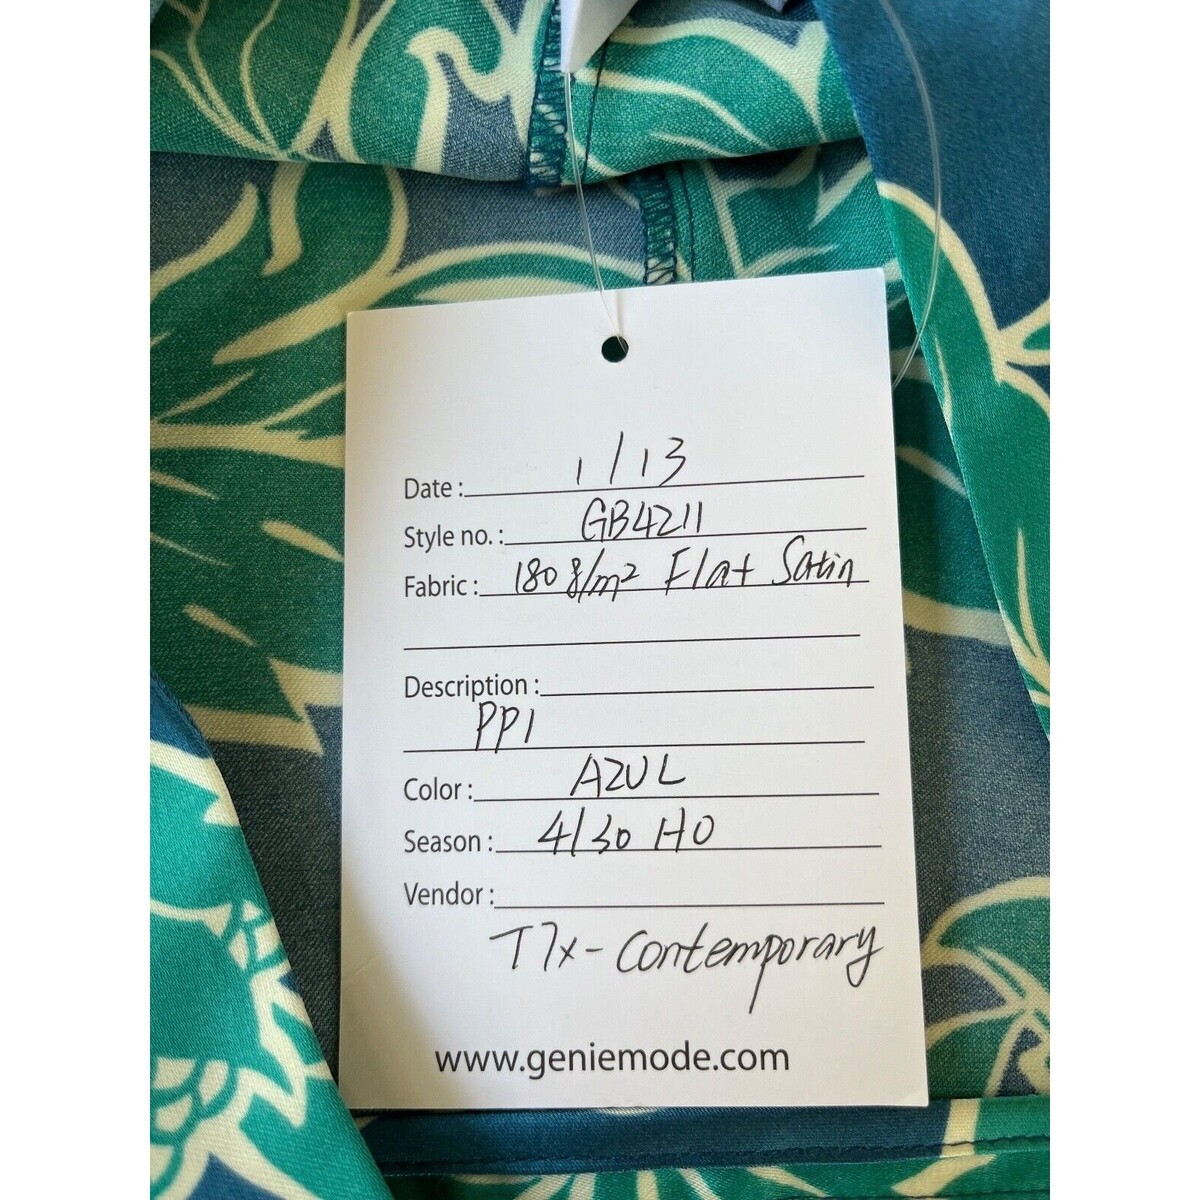 Date : 1/13
Style no. : GB4211
Fabric : 180 g/m² Flat Satin
Description :
PP1
Color : AZUL
Season : 4/30 HO
Vendor :
TJx - Contemporary
www.geniemode.com